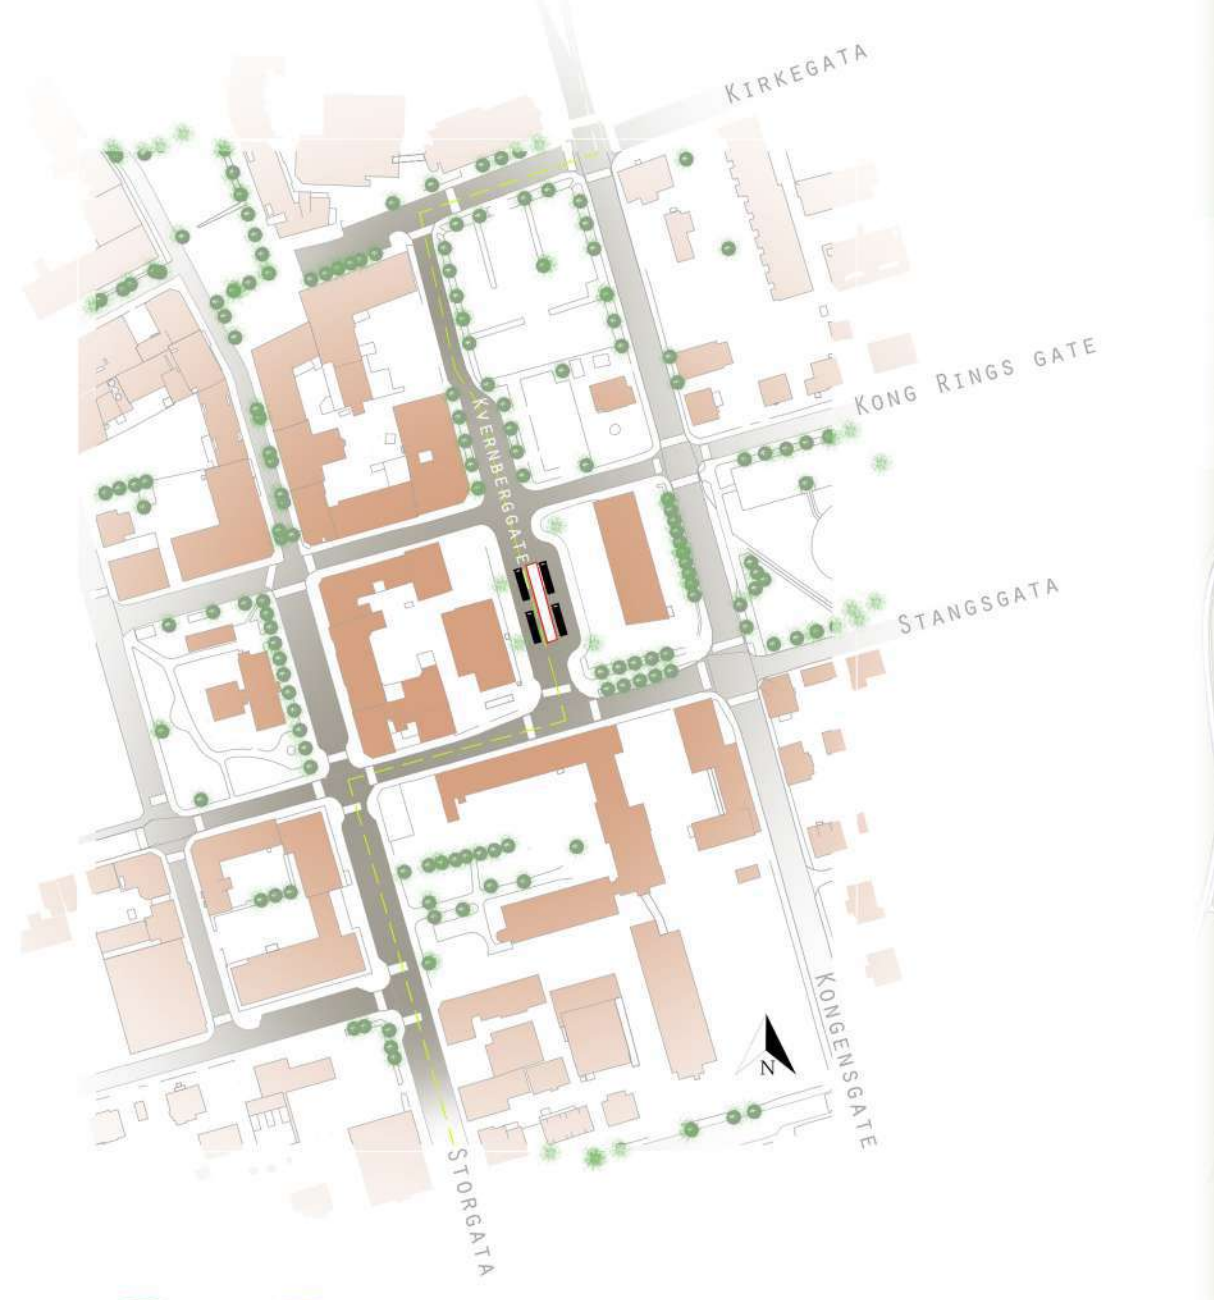 KIRKEGATA
KONG RINGS GATE
KVERNBERGGATE
STANGSGATA
KONGENSGATE
N
STORGATA